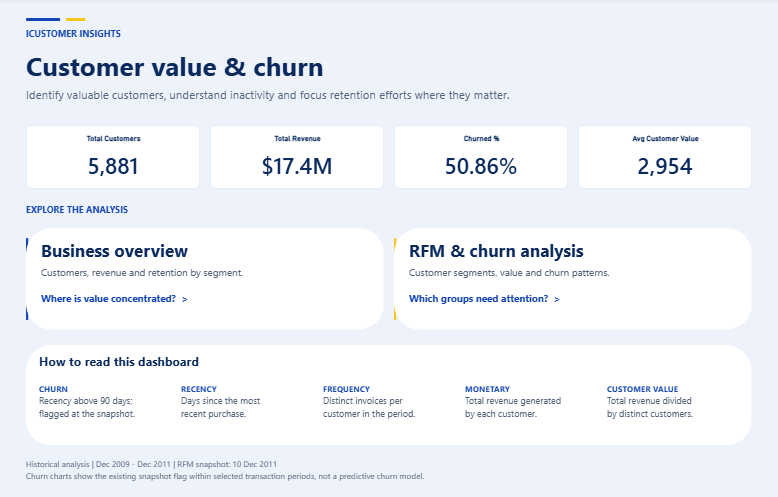 ICUSTOMER INSIGHTS
Customer value & churn
Identify valuable customers, understand inactivity and focus retention efforts where they matter.
Total Customers
5,881
Total Revenue
$17.4M
Churned %
50.86%
Avg Customer Value
2,954
EXPLORE THE ANALYSIS
Business overview
Customers, revenue and retention by segment.
Where is value concentrated? >
RFM & churn analysis
Customer segments, value and churn patterns.
Which groups need attention? >
How to read this dashboard
CHURN
Recency above 90 days;
flagged at the snapshot.
RECENCY
Days since the most
recent purchase.
FREQUENCY
Distinct invoices per
customer in the period.
MONETARY
Total revenue generated
by each customer.
CUSTOMER VALUE
Total revenue divided
by distinct customers.
Historical analysis | Dec 2009 - Dec 2011 | RFM snapshot: 10 Dec 2011
Churn charts show the existing snapshot flag within selected transaction periods, not a predictive churn model.